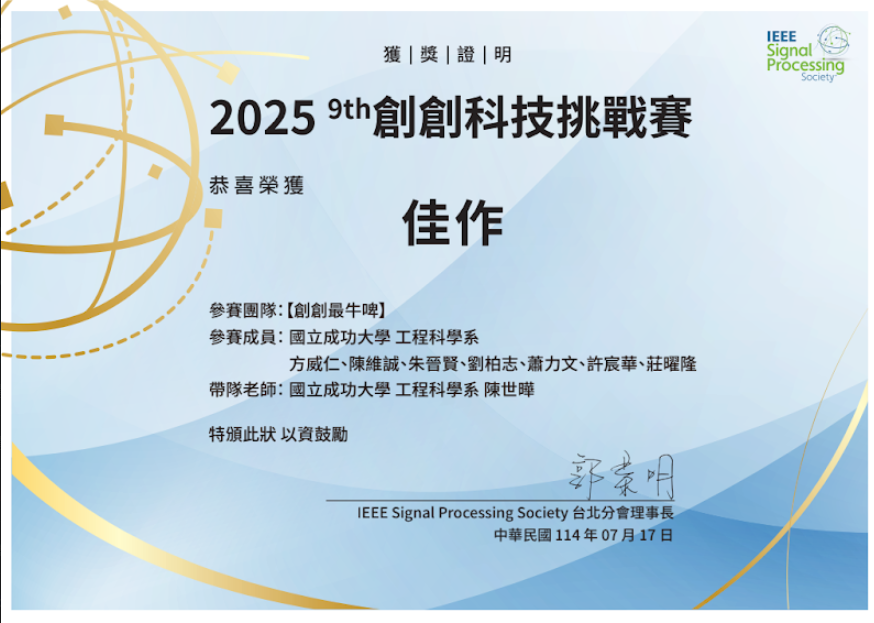 獲|獎|證|明
IEEE
Signal
Processing
Society
2025 9th創創科技挑戰賽
恭喜榮獲
佳作
參賽團隊：【創創最牛啤】
參賽成員： 國立成功大學 工程科學系
方威仁、陳維誠、朱晉賢、劉柏志、蕭力文、許宸華、莊曜隆
帶隊老師： 國立成功大學 工程科學系 陳世曄
特頒此狀 以資鼓勵
郭景明
IEEE Signal Processing Society 台北分會理事長
中華民國 114 年 07 月 17 日